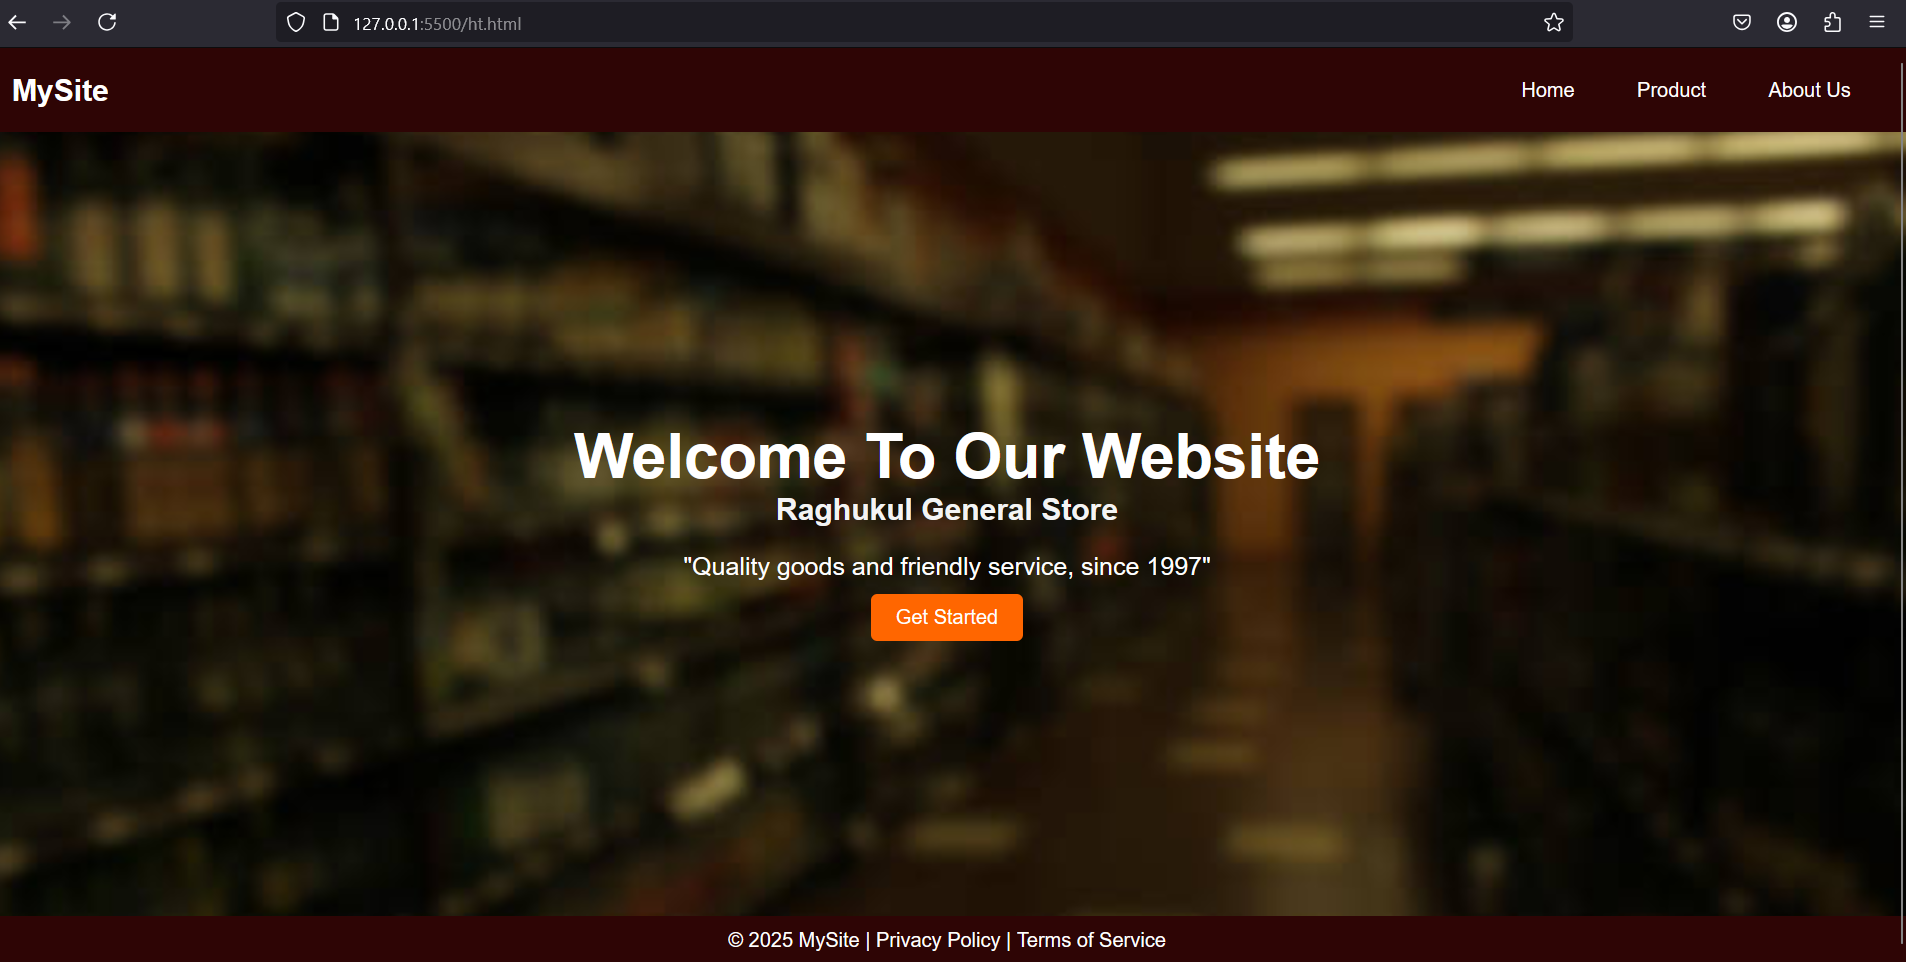 127.0.0.1:5500/ht.html
MySite
Home Product About Us
Welcome To Our Website
Raghukul General Store
"Quality goods and friendly service, since 1997"
Get Started
© 2025 MySite | Privacy Policy | Terms of Service